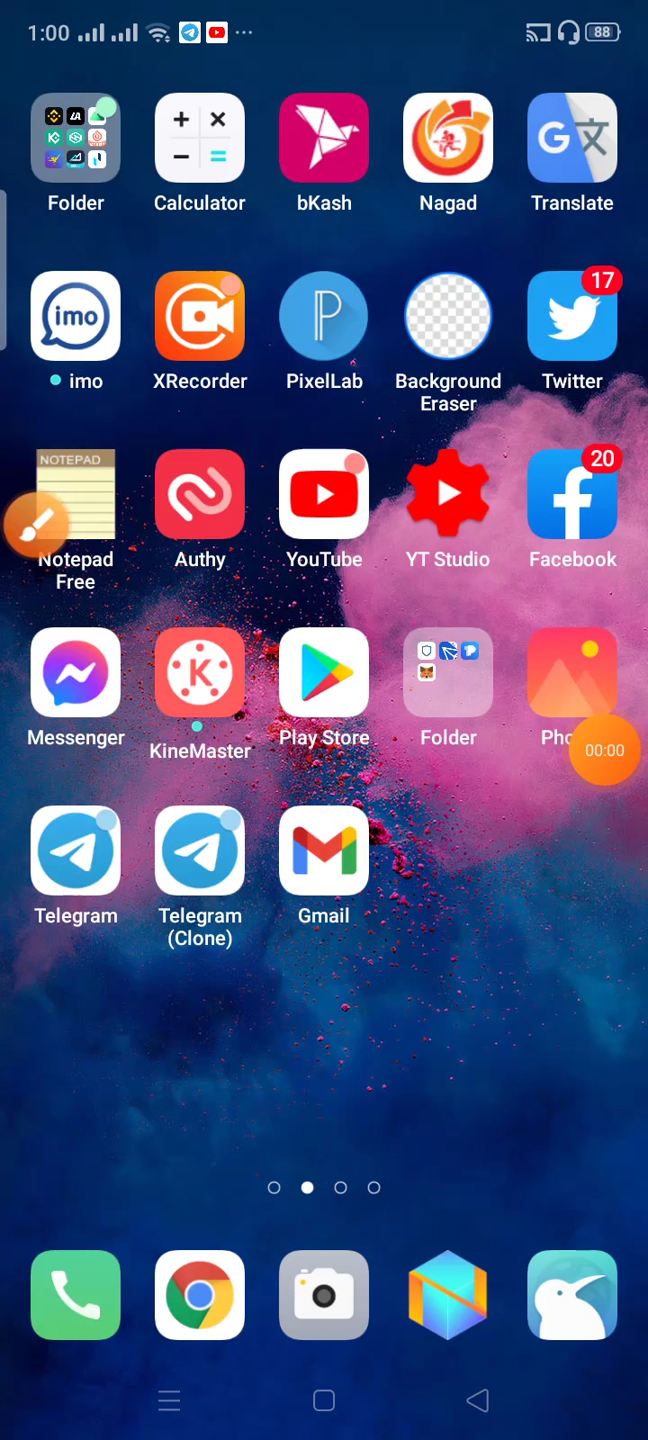 1:00 88
Folder Calculator bKash Nagad Translate
imo
17
imo XRecorder PixelLab Background Eraser Twitter
NOTEPAD
20
Notepad Free Authy YouTube YT Studio Facebook
Messenger KineMaster Play Store Folder Pho
00:00
Telegram Telegram (Clone) Gmail